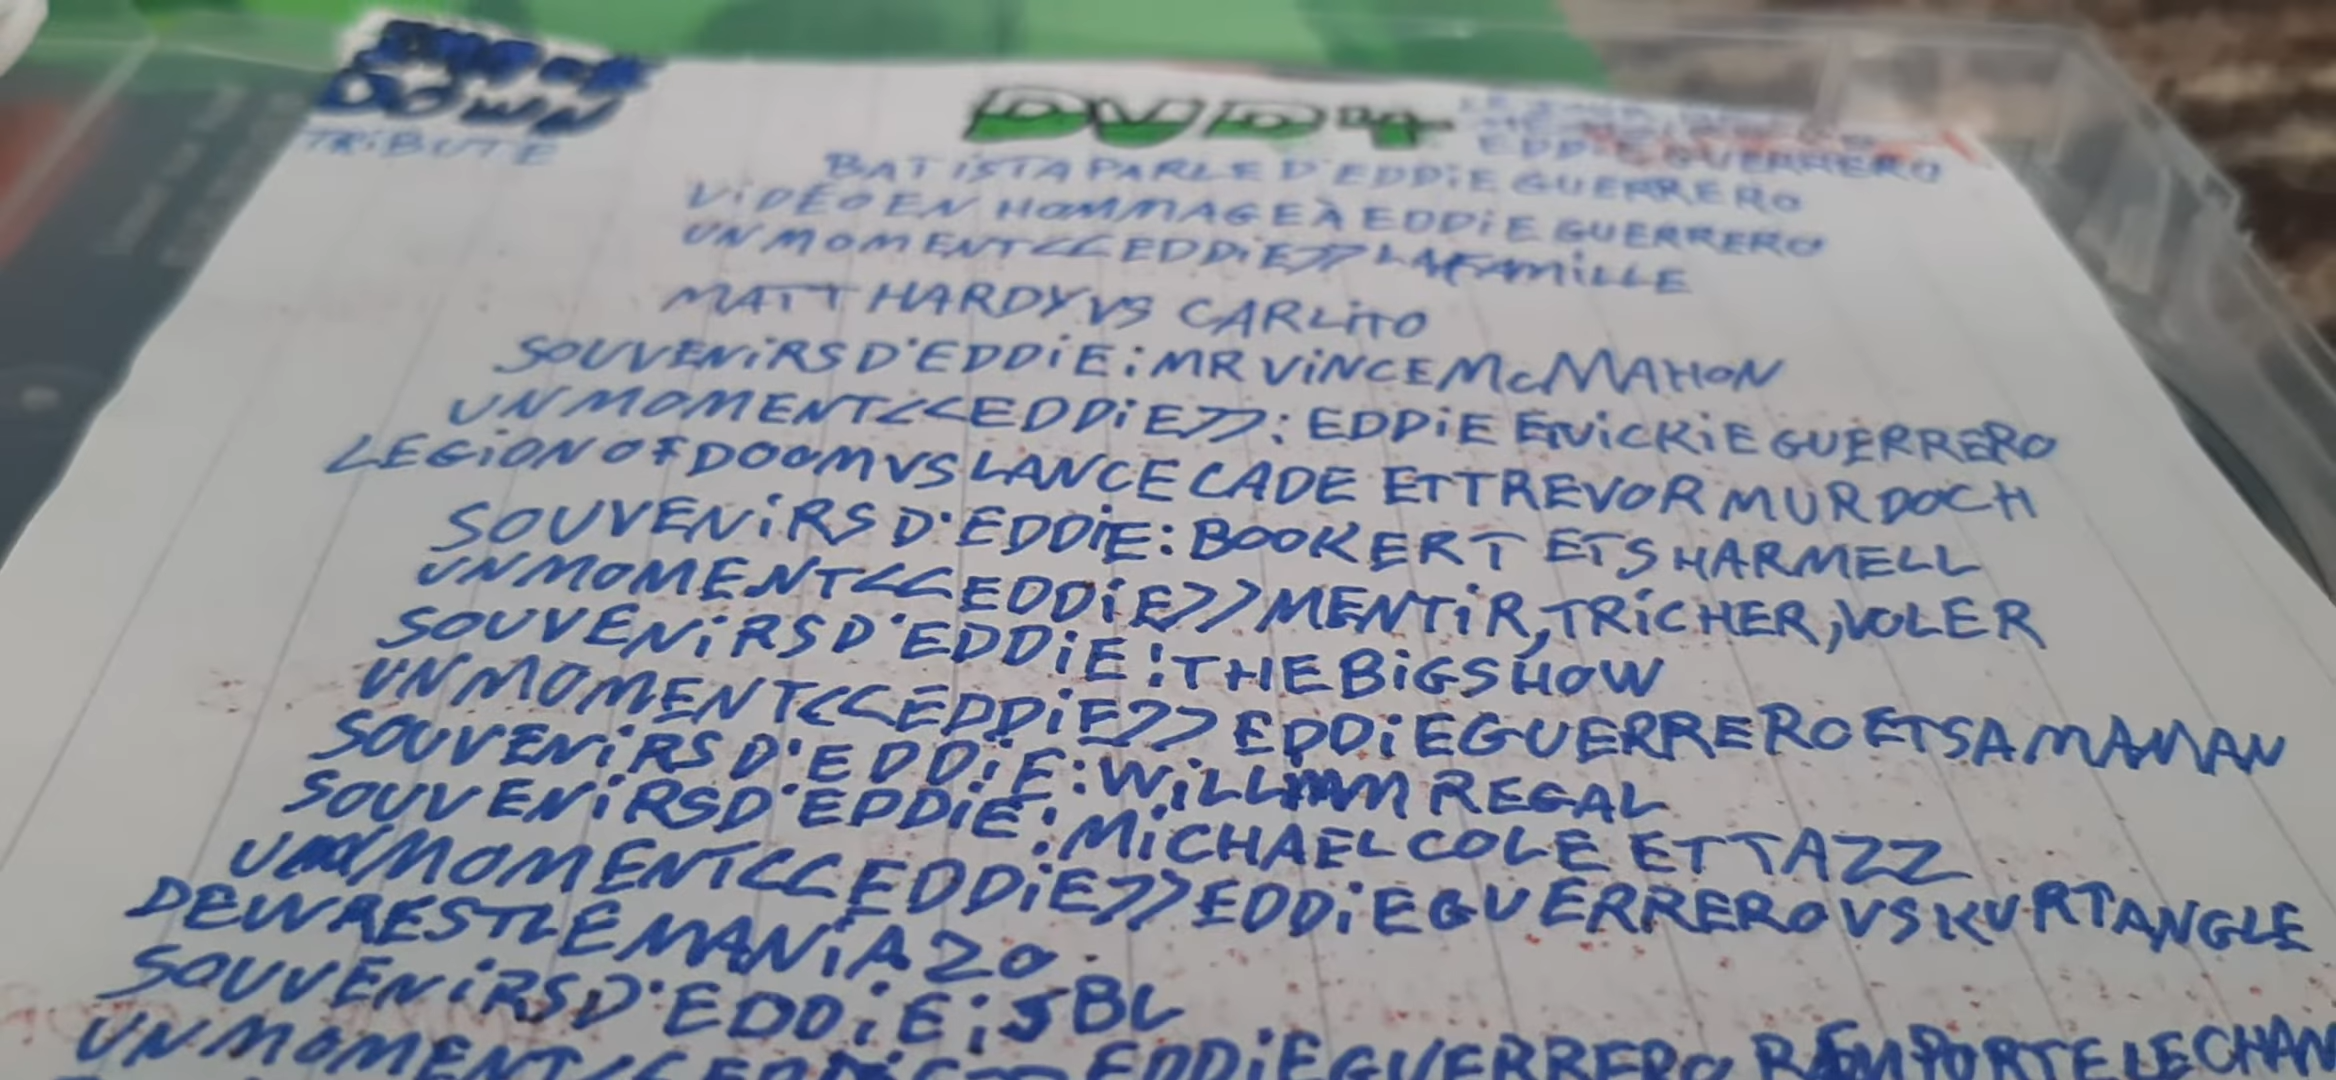 SMACK
DOWN
TRIBUTE
DVD4
EDDIE GUERRERO
BATISTA PARLE D'EDDIE GUERRERO
VIDÉO EN HOMMAGE À EDDIE GUERRERO
UN MOMENT <<EDDIE>> LA FAMILLE
MATT HARDY VS CARLITO
SOUVENIRS D'EDDIE: MR VINCE McMAHON
UN MOMENT <<EDDIE>>: EDDIE ET VICKIE GUERRERO
LEGION OF DOOM VS LANCE CADE ET TREVOR MURDOCH
SOUVENIRS D'EDDIE: BOOKER T ET SHARMELL
UN MOMENT <<EDDIE>> MENTIR, TRICHER, VOLER
SOUVENIRS D'EDDIE: THE BIG SHOW
UN MOMENT <<EDDIE>> EDDIE GUERRERO ET SA MAMAN
SOUVENIRS D'EDDIE: WILLIAM REGAL
SOUVENIRS D'EDDIE: MICHAEL COLE ET TAZZ
UN MOMENT <<EDDIE>> EDDIE GUERRERO VS KURT ANGLE
DE WRESTLEMANIA 20
SOUVENIRS D'EDDIE: JBL
UN MOMENT <<EDDIE>> EDDIE GUERRERO REMPORTE LE CHAN